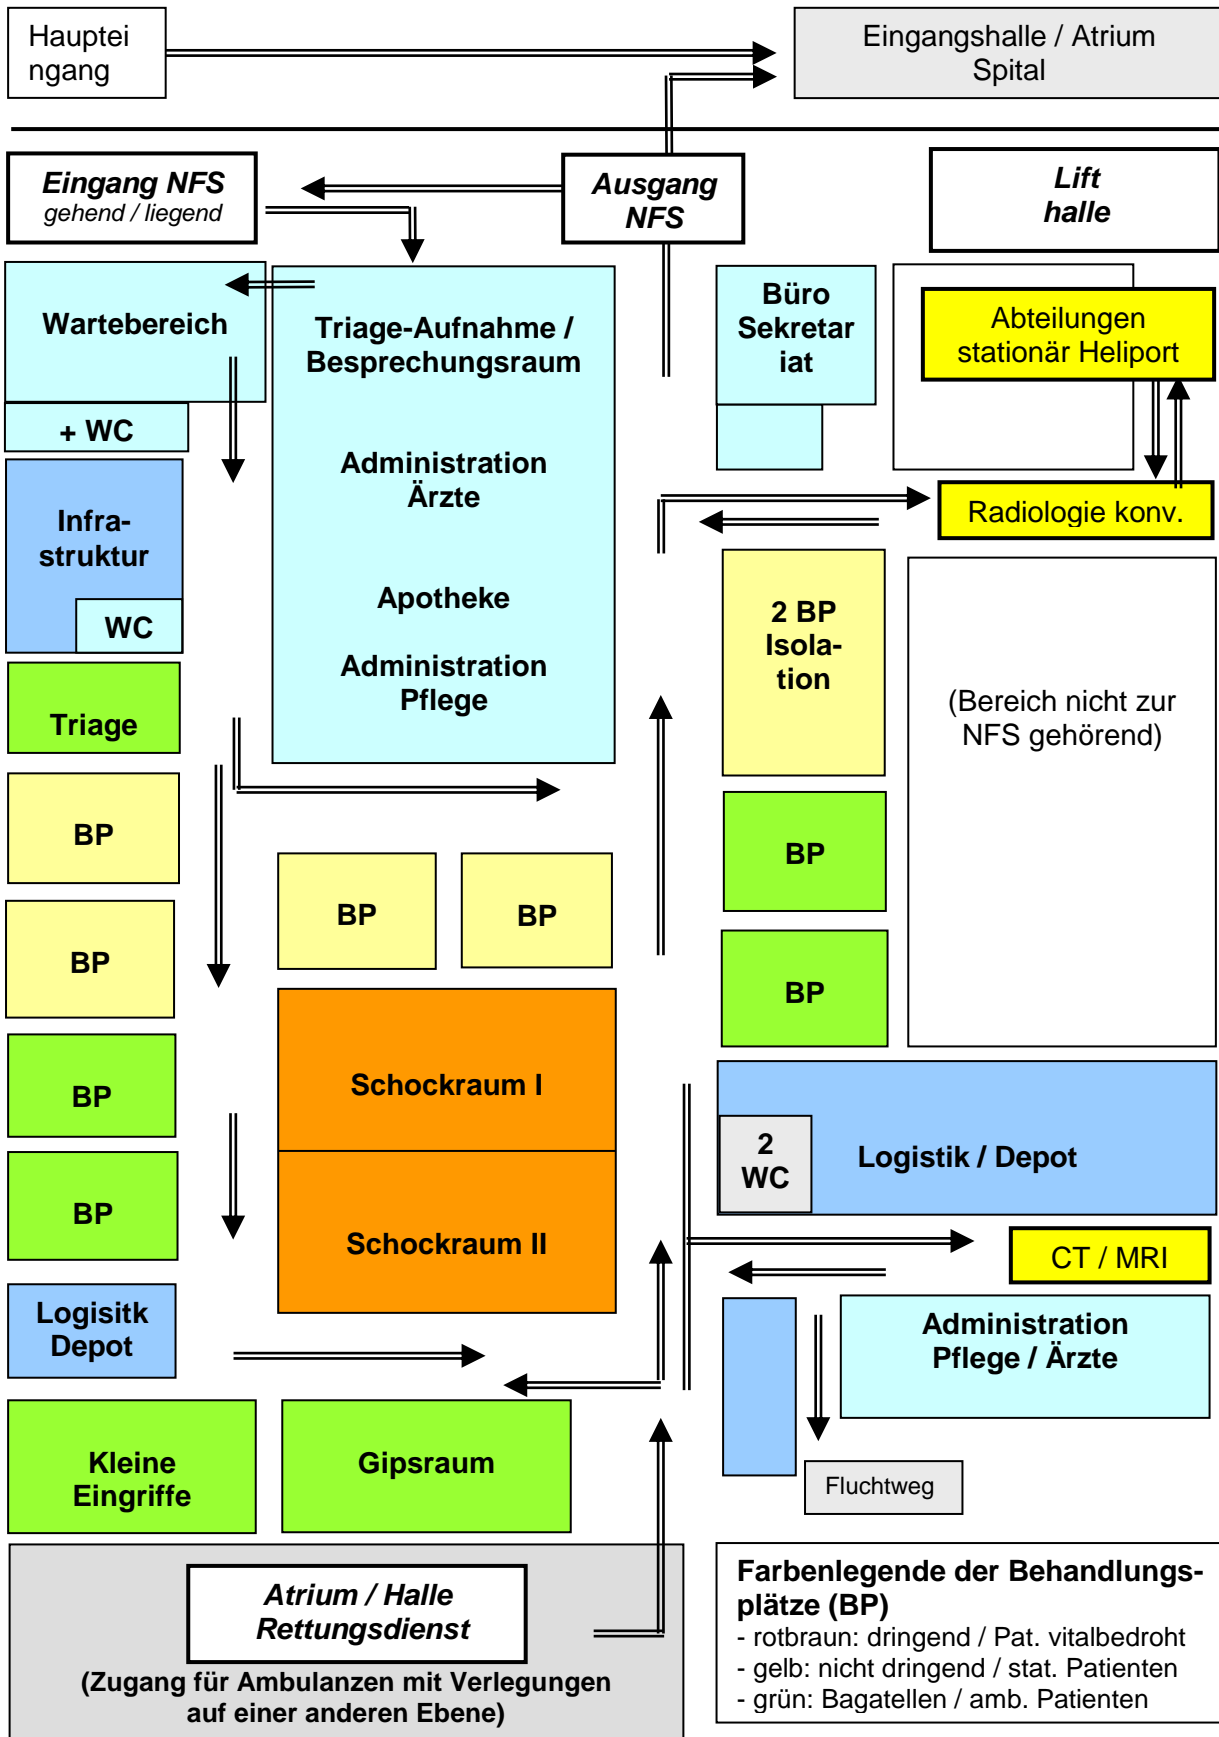 Hauptei
ngang
Eingangshalle / Atrium
Spital
Eingang NFS
gehend / liegend
Ausgang
NFS
Lift
halle
Wartebereich
+ WC
Triage-Aufnahme /
Besprechungsraum
Administration
Ärzte
Apotheke
Administration
Pflege
Büro
Sekretar
iat
Abteilungen
stationär Heliport
Radiologie konv.
Infra-
struktur
WC
Triage
2 BP
Isola-
tion
(Bereich nicht zur
NFS gehörend)
BP
BP
BP
BP
BP
BP
BP
BP
Schockraum I
Schockraum II
2
WC
Logistik / Depot
CT / MRI
Logisitk
Depot
Administration
Pflege / Ärzte
Kleine
Eingriffe
Gipsraum
Fluchtweg
Atrium / Halle
Rettungsdienst
(Zugang für Ambulanzen mit Verlegungen
auf einer anderen Ebene)
Farbenlegende der Behandlungs-
plätze (BP)
- rotbraun: dringend / Pat. vitalbedroht
- gelb: nicht dringend / stat. Patienten
- grün: Bagatellen / amb. Patienten